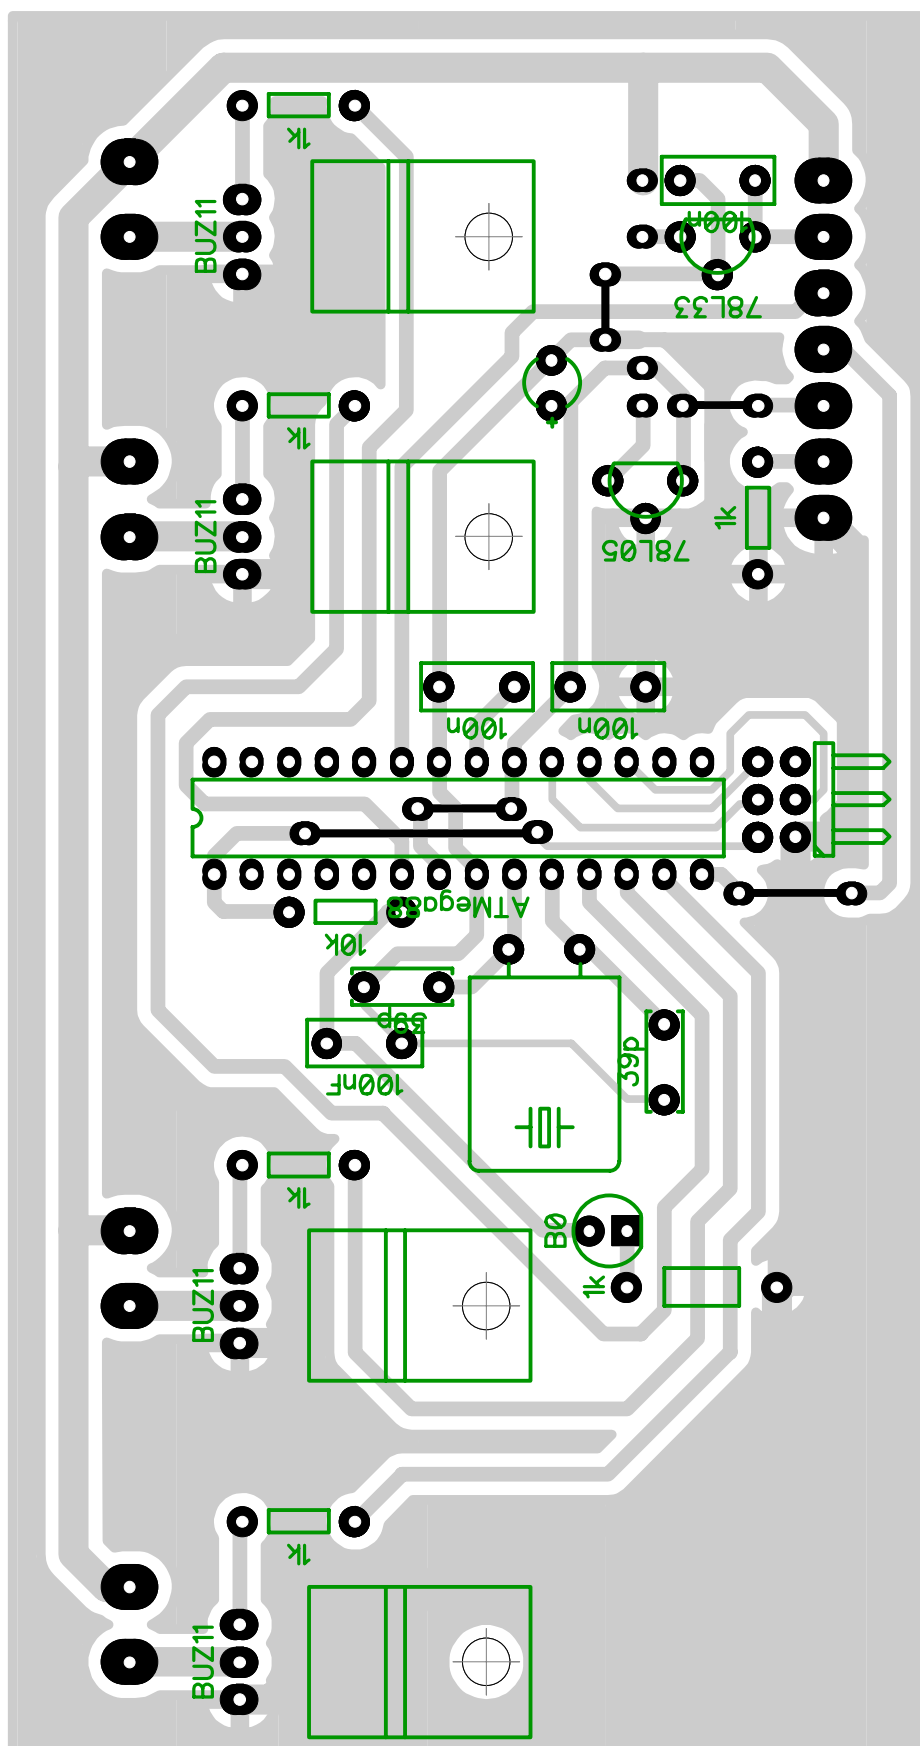 1k
BUZ11
100n
78L33
+
1k
BUZ11
1k
78L05
100n
100n
ATMega88
10k
39p
39p
100nF
1k
B0
1k
BUZ11
1k
BUZ11